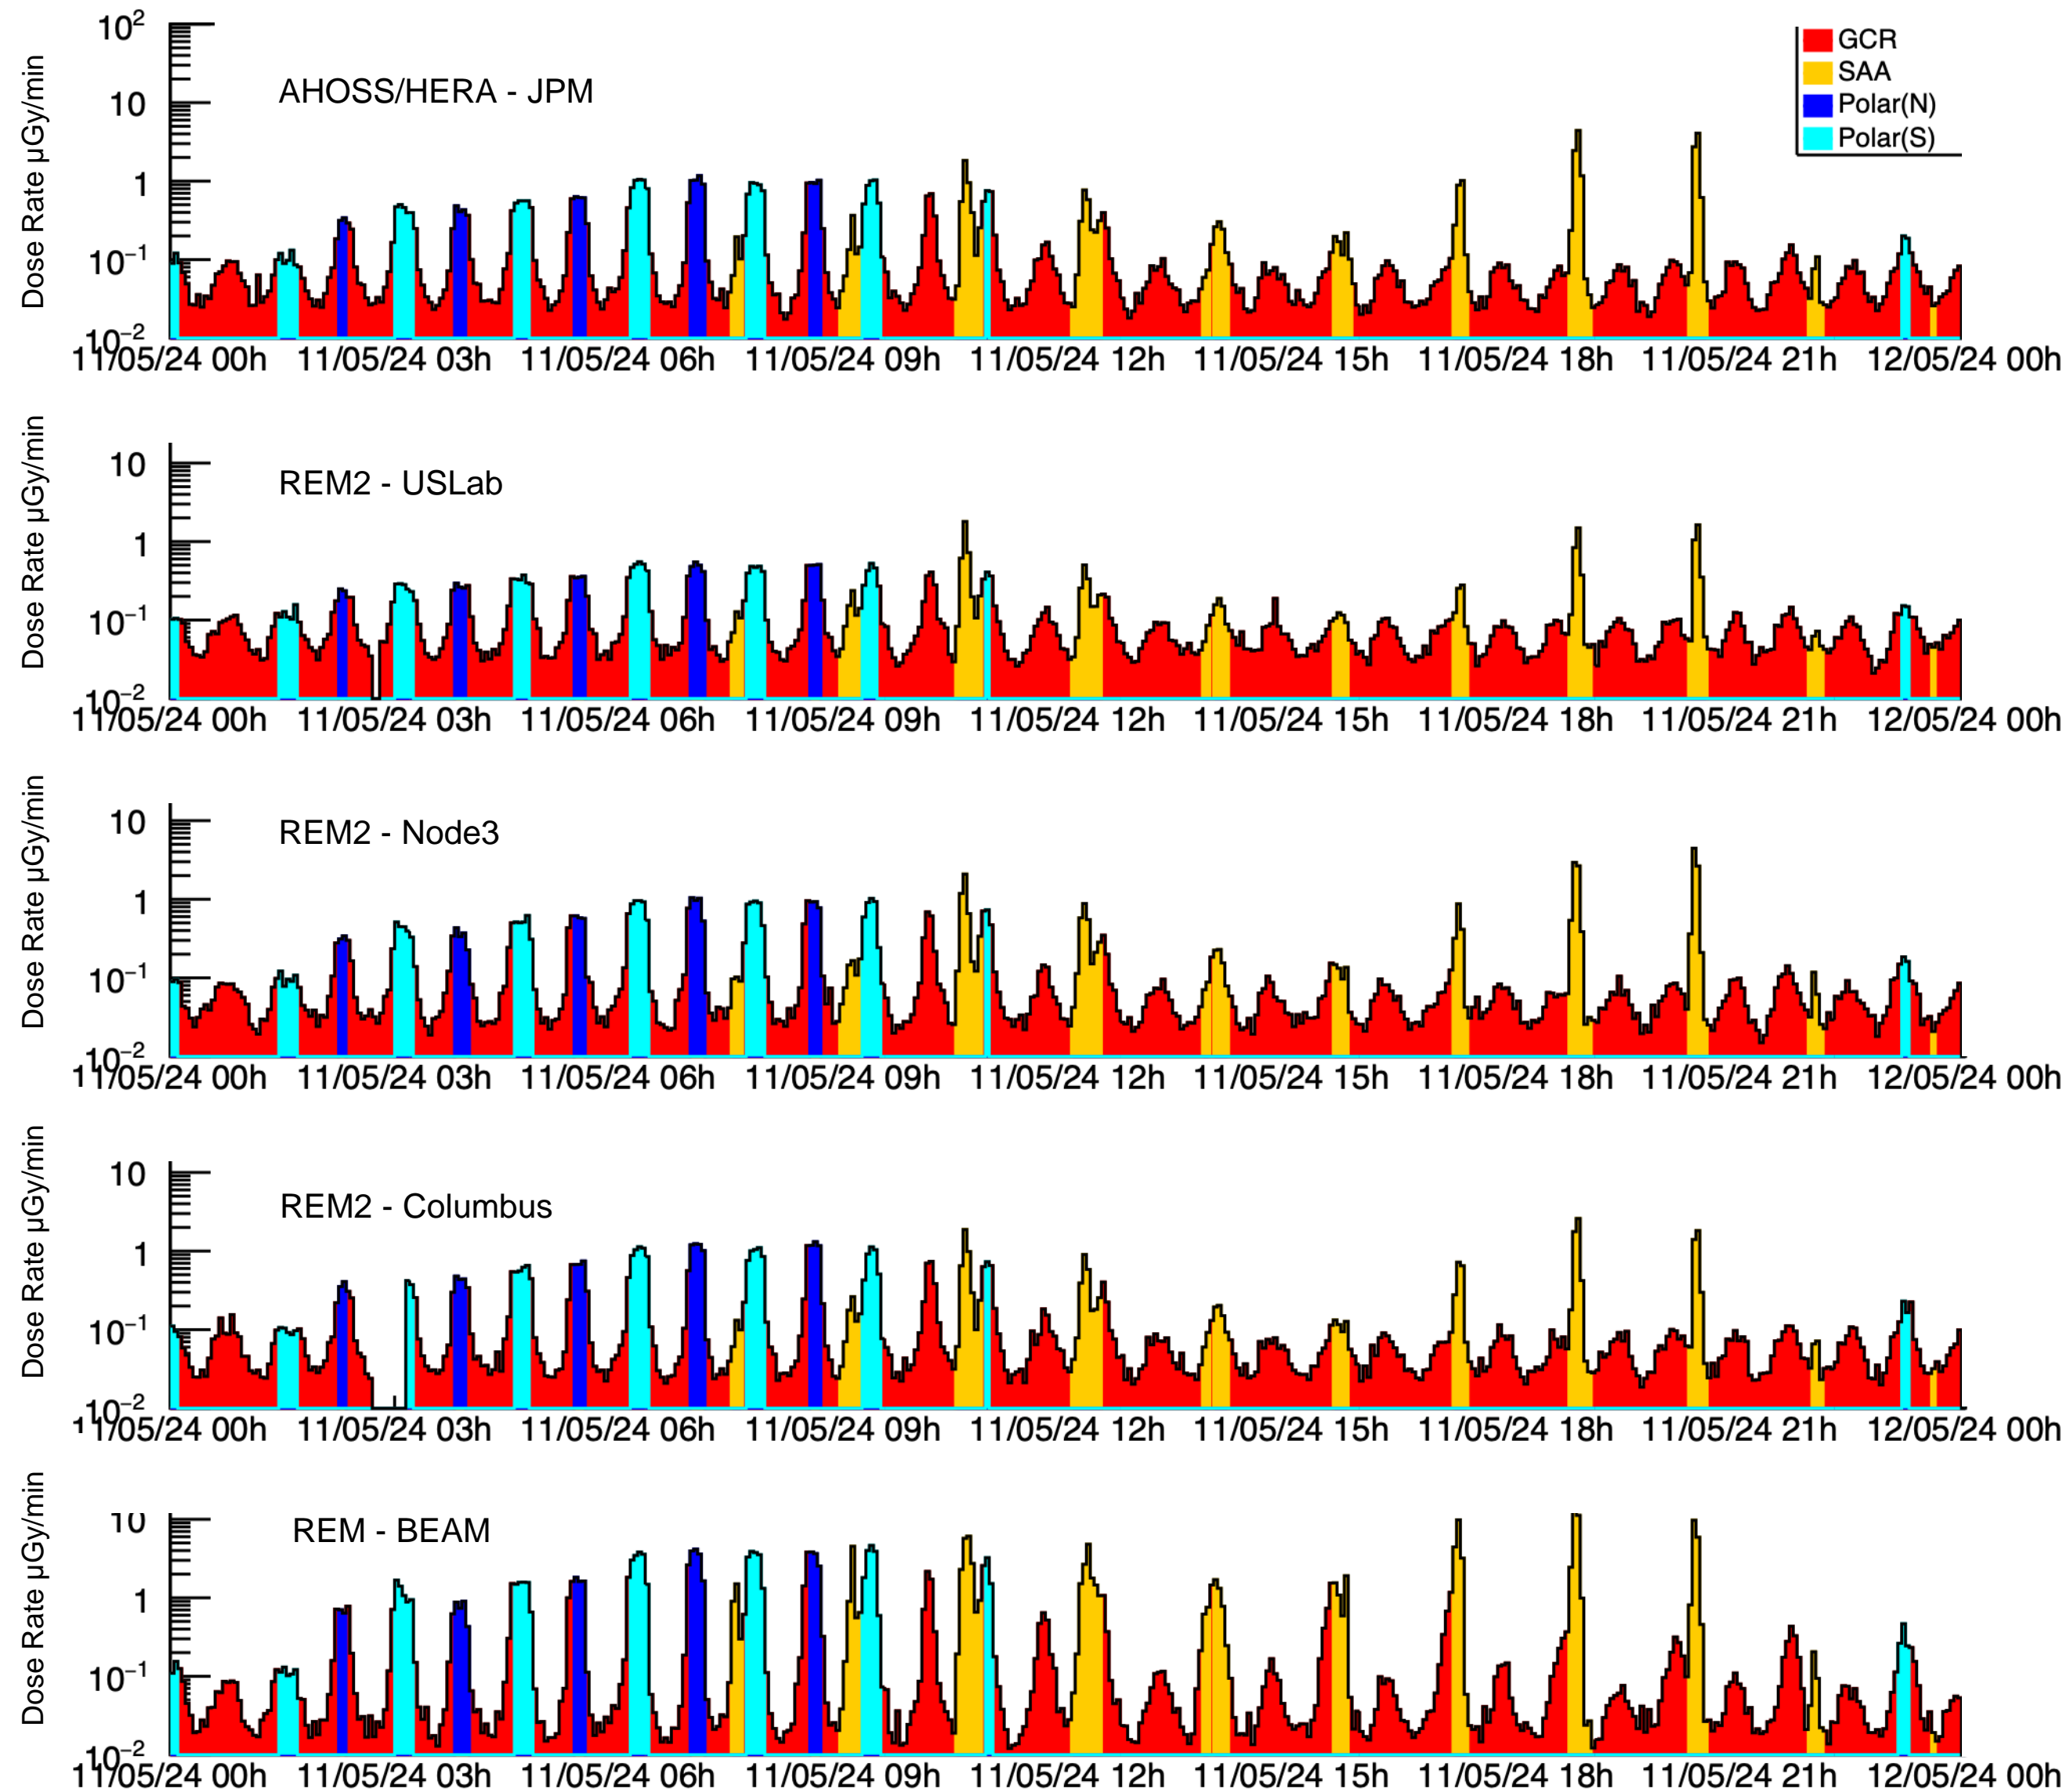 10²
10
1
10⁻¹
10⁻²
Dose Rate µGy/min
AHOSS/HERA - JPM
GCR
SAA
Polar(N)
Polar(S)
11/05/24 00h 11/05/24 03h 11/05/24 06h 11/05/24 09h 11/05/24 12h 11/05/24 15h 11/05/24 18h 11/05/24 21h 12/05/24 00h
10
1
10⁻¹
10⁻²
Dose Rate µGy/min
REM2 - USLab
11/05/24 00h 11/05/24 03h 11/05/24 06h 11/05/24 09h 11/05/24 12h 11/05/24 15h 11/05/24 18h 11/05/24 21h 12/05/24 00h
10
1
10⁻¹
10⁻²
Dose Rate µGy/min
REM2 - Node3
11/05/24 00h 11/05/24 03h 11/05/24 06h 11/05/24 09h 11/05/24 12h 11/05/24 15h 11/05/24 18h 11/05/24 21h 12/05/24 00h
10
1
10⁻¹
10⁻²
Dose Rate µGy/min
REM2 - Columbus
11/05/24 00h 11/05/24 03h 11/05/24 06h 11/05/24 09h 11/05/24 12h 11/05/24 15h 11/05/24 18h 11/05/24 21h 12/05/24 00h
10
1
10⁻¹
10⁻²
Dose Rate µGy/min
REM - BEAM
11/05/24 00h 11/05/24 03h 11/05/24 06h 11/05/24 09h 11/05/24 12h 11/05/24 15h 11/05/24 18h 11/05/24 21h 12/05/24 00h